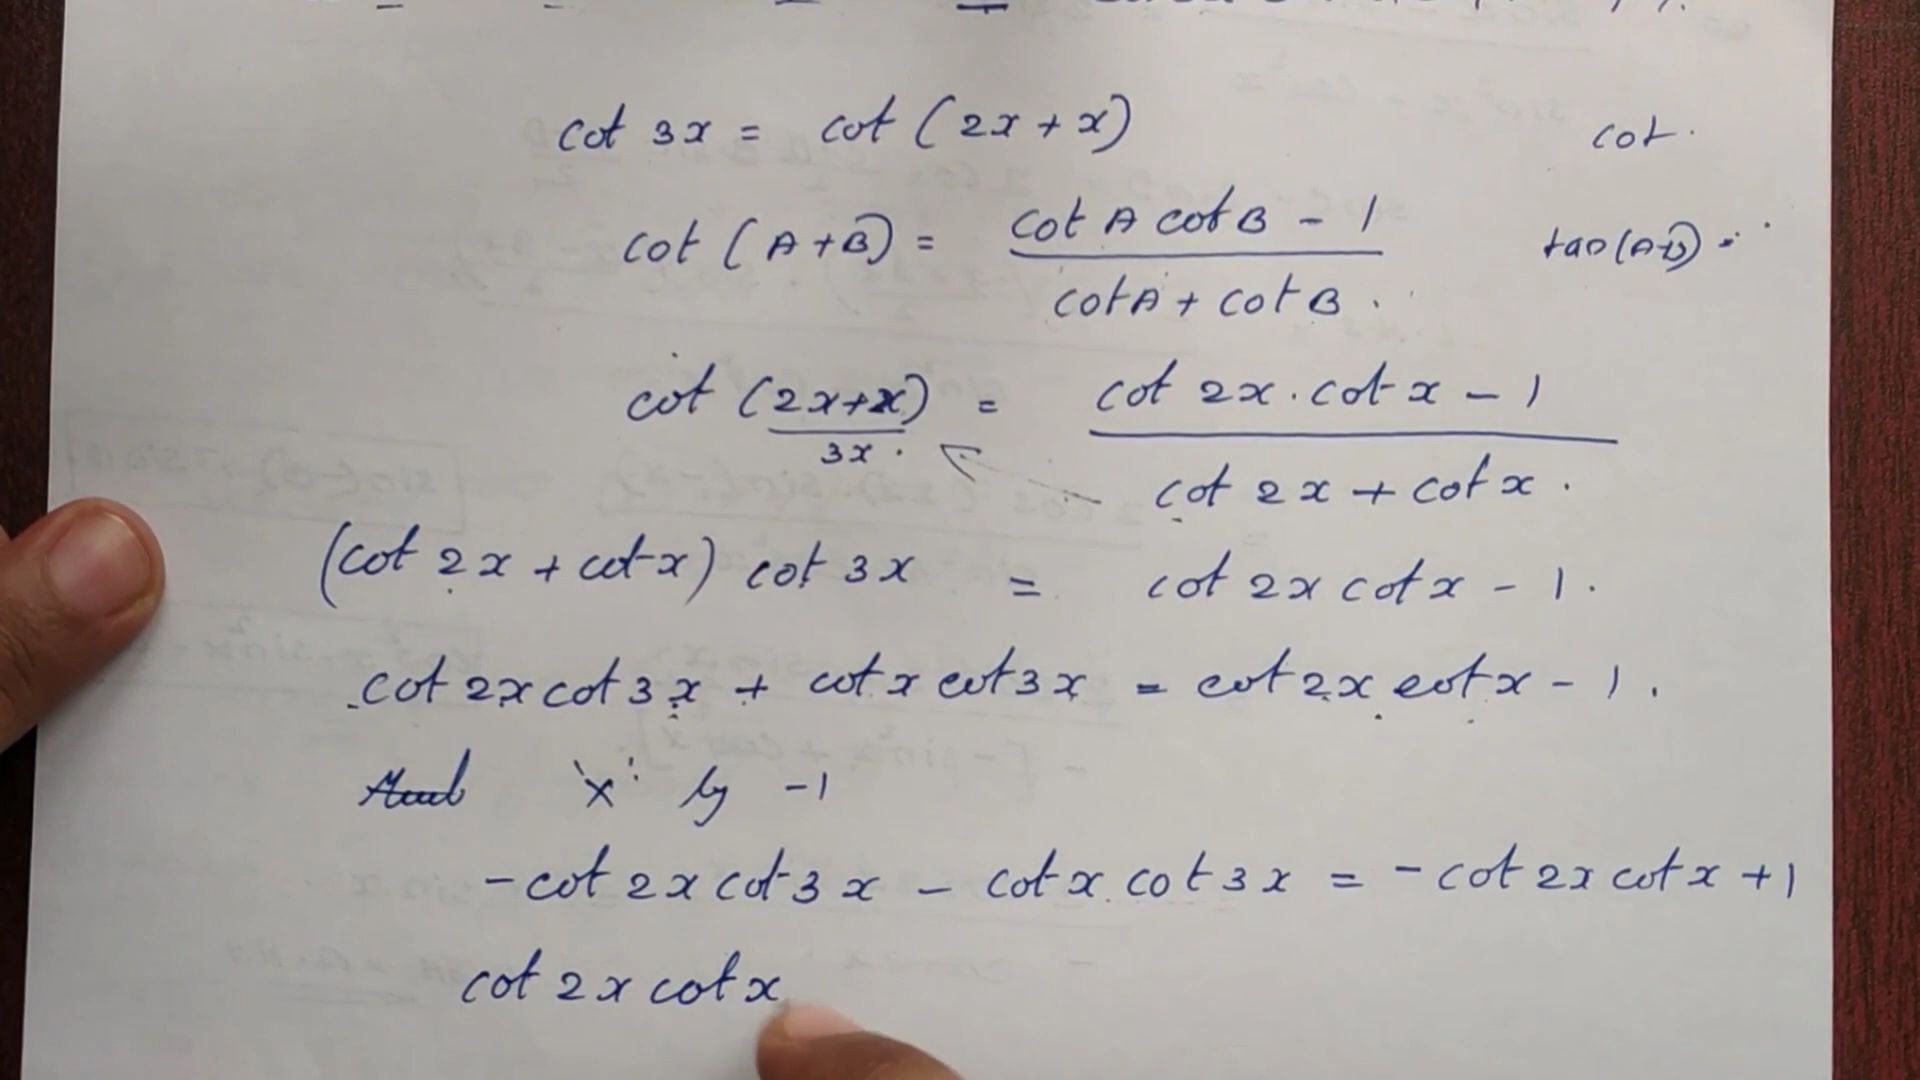 cot 3x = cot (2x + x)
cot.
cot (A+B) = cot A cot B - 1 / cot A + cot B .
tan(A+B) =
cot (2x+x) = cot 2x . cot x - 1 / cot 2x + cot x .
3x .
(cot 2x + cot x) cot 3x = cot 2x cot x - 1 .
cot 2x cot 3x + cot x cot 3x = cot 2x cot x - 1 .
'x' by -1
-cot 2x cot 3x - cot x cot 3x = - cot 2x cot x + 1
cot 2x cot x